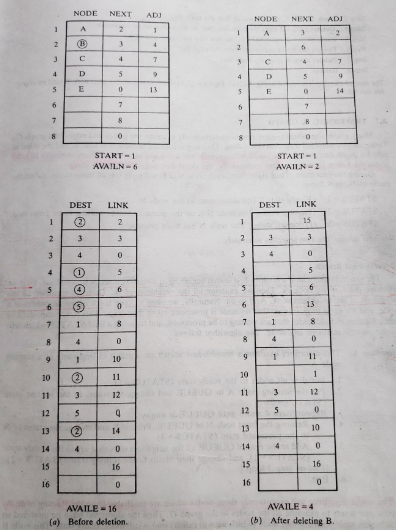 NODE NEXT ADJ
1 A 2 1
2 B 3 4
3 C 4 7
4 D 5 9
5 E 0 13
6 7
7 8
8 0
START = 1
AVAILN = 6
NODE NEXT ADJ
1 A 3 2
2 6
3 C 4 7
4 D 5 9
5 E 0 14
6 7
7 8
8 0
START = 1
AVAILN = 2
DEST LINK
1 2 2
2 3 3
3 4 0
4 1 5
5 4 6
6 5 0
7 1 8
8 4 0
9 1 10
10 2 11
11 3 12
12 5 0
13 2 14
14 4 0
15 16
16 0
AVAILE = 16
(a) Before deletion.
DEST LINK
1 15
2 3 3
3 4 0
4 5
5 6
6 13
7 1 8
8 4 0
9 1 11
10 1
11 3 12
12 5 0
13 10
14 4 0
15 16
16 0
AVAILE = 4
(b) After deleting B.